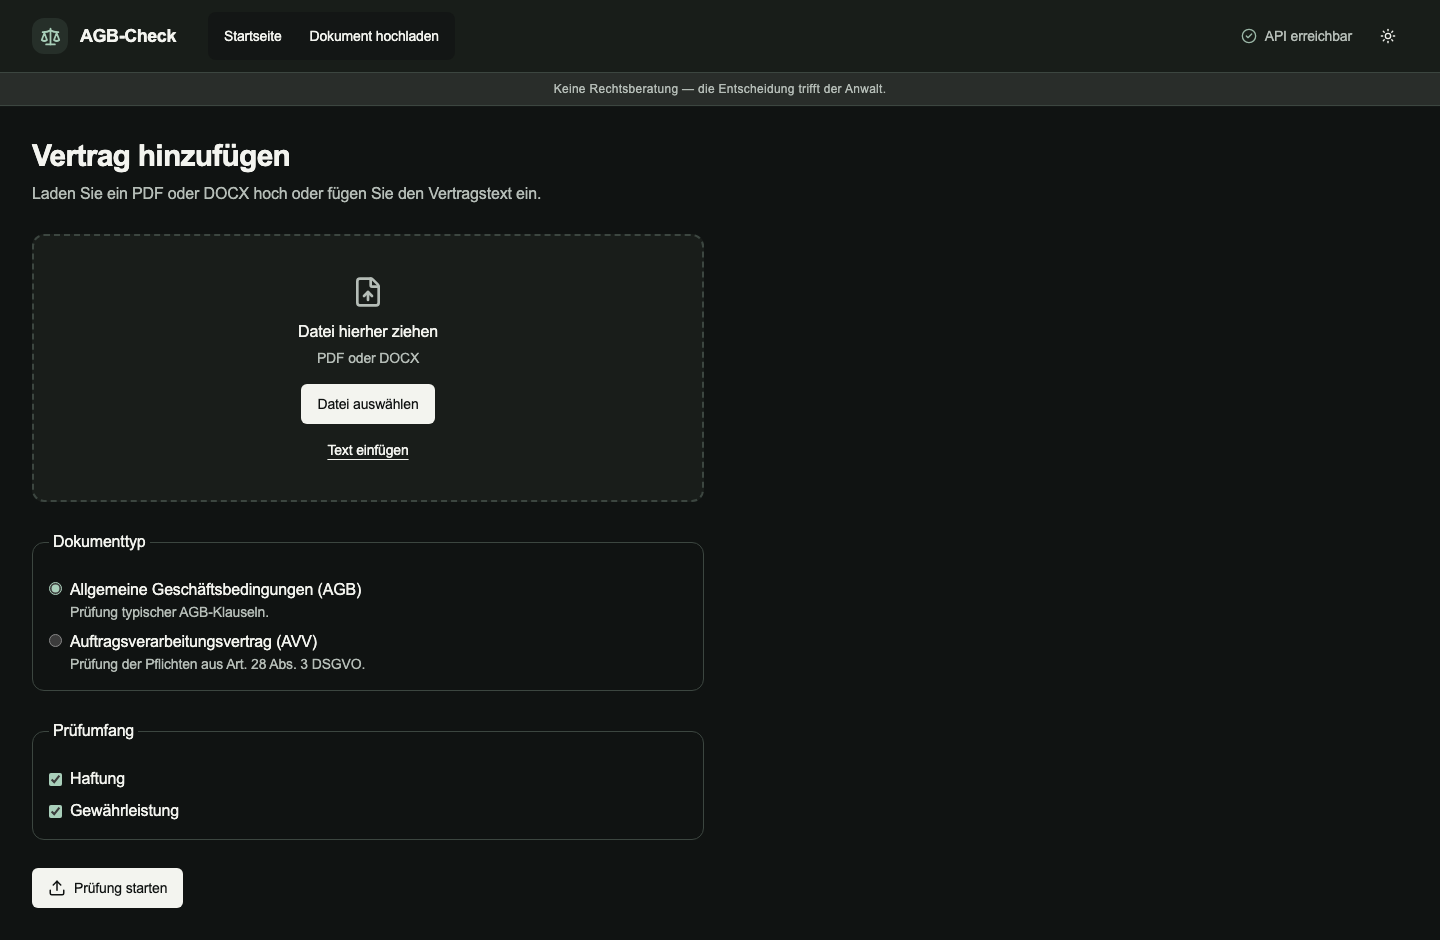 AGB-Check
Startseite
Dokument hochladen
API erreichbar
Keine Rechtsberatung — die Entscheidung trifft der Anwalt.
Vertrag hinzufügen
Laden Sie ein PDF oder DOCX hoch oder fügen Sie den Vertragstext ein.
Datei hierher ziehen
PDF oder DOCX
Datei auswählen
Text einfügen
Dokumenttyp
Allgemeine Geschäftsbedingungen (AGB)
Prüfung typischer AGB-Klauseln.
Auftragsverarbeitungsvertrag (AVV)
Prüfung der Pflichten aus Art. 28 Abs. 3 DSGVO.
Prüfumfang
Haftung
Gewährleistung
Prüfung starten